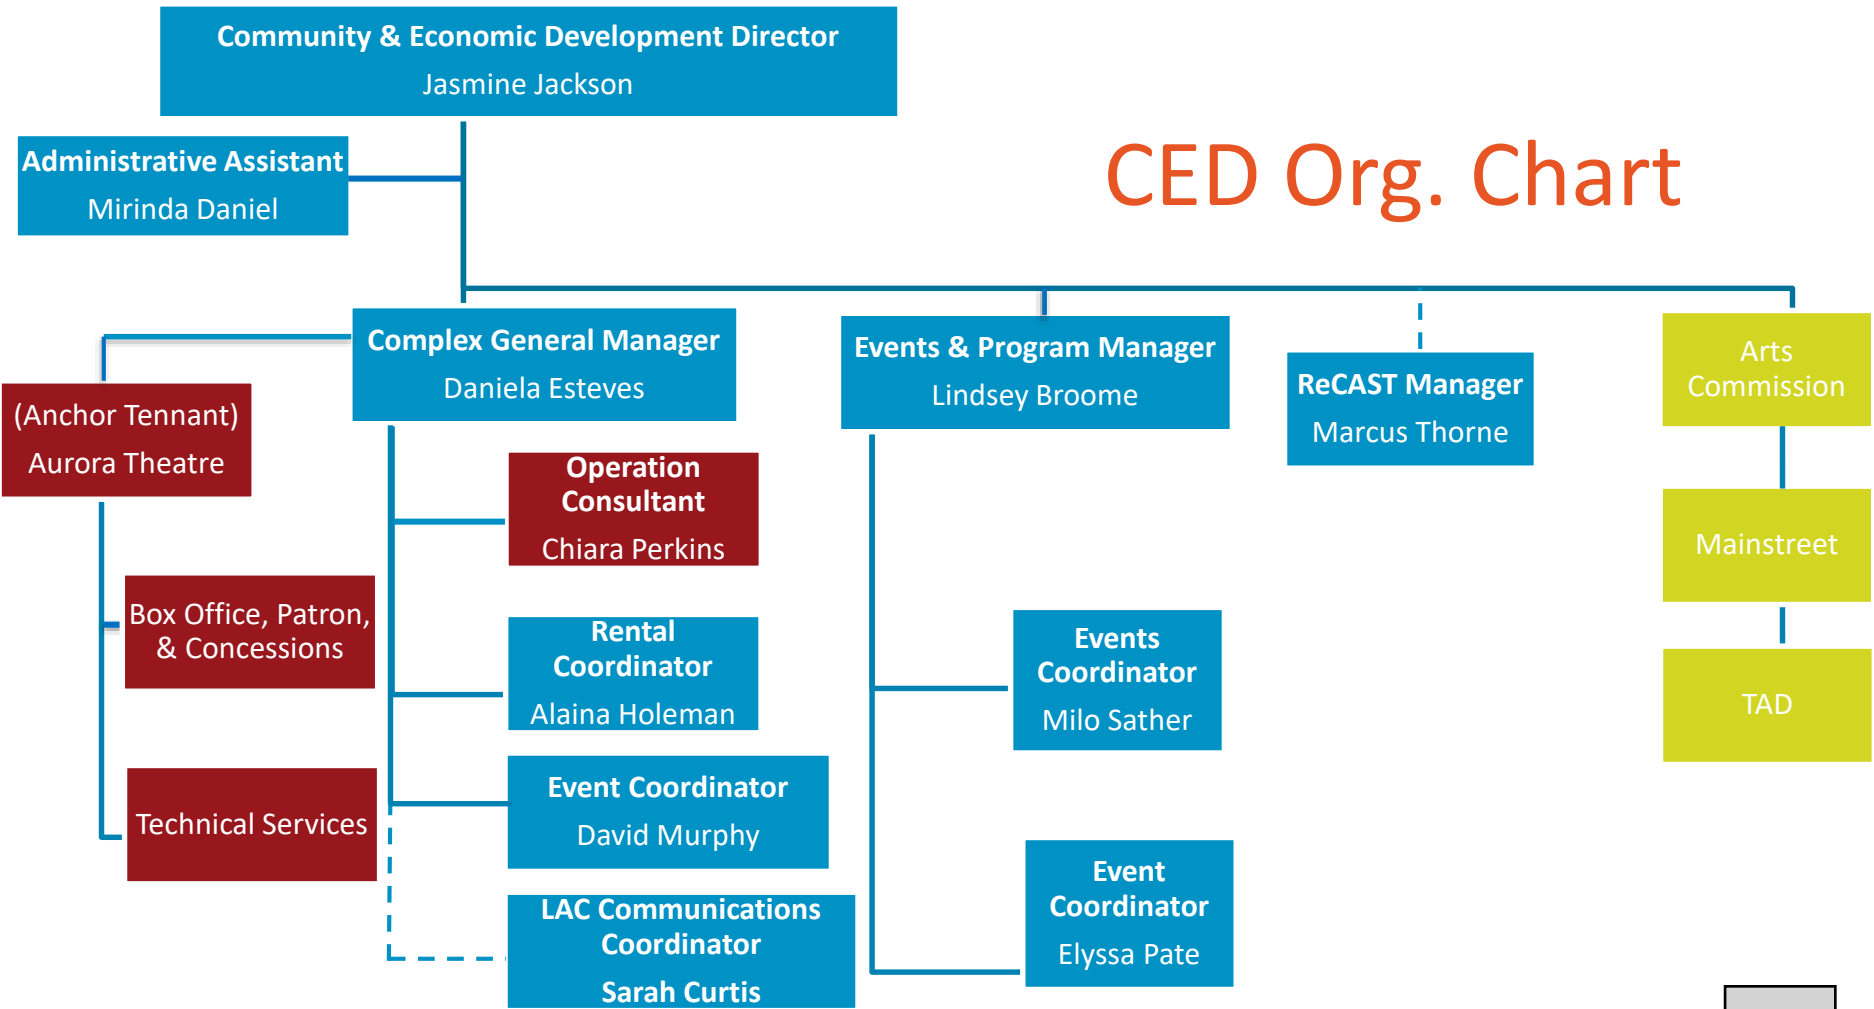 Community & Economic Development Director
Jasmine Jackson
Administrative Assistant
Mirinda Daniel
CED Org. Chart
Complex General Manager
Daniela Esteves
Events & Program Manager
Lindsey Broome
ReCAST Manager
Marcus Thorne
Arts
Commission
(Anchor Tennant)
Aurora Theatre
Operation
Consultant
Chiara Perkins
Mainstreet
Box Office, Patron,
& Concessions
Rental
Coordinator
Alaina Holeman
Events
Coordinator
Milo Sather
TAD
Technical Services
Event Coordinator
David Murphy
Event
Coordinator
Elyssa Pate
LAC Communications
Coordinator
Sarah Curtis